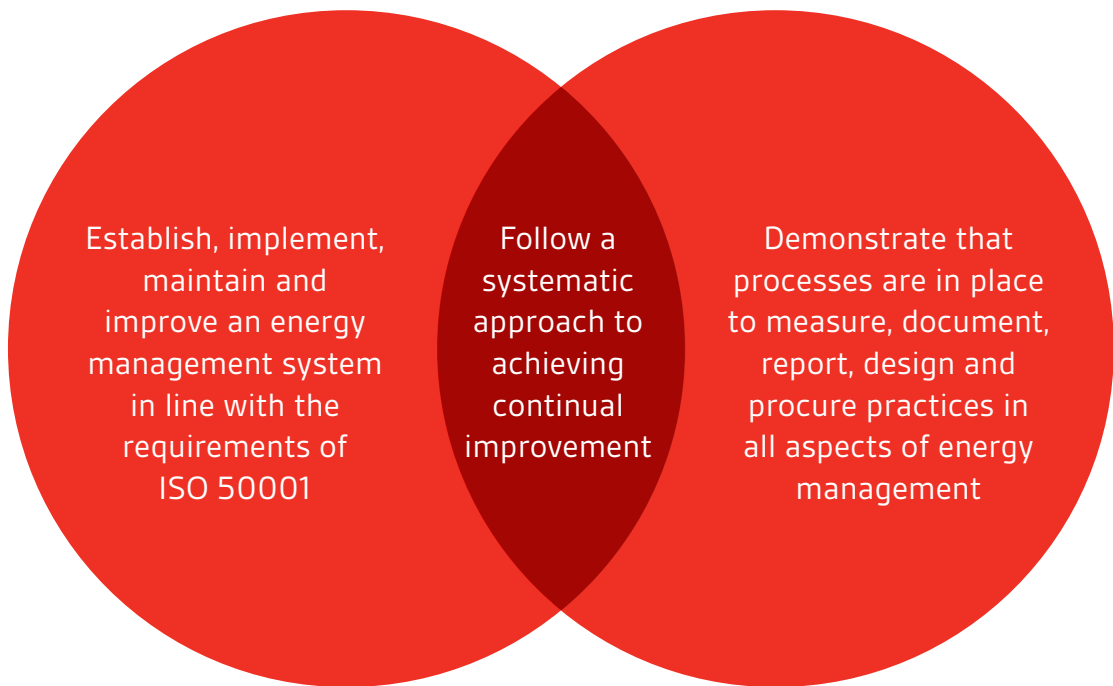 Establish, implement,
maintain and
improve an energy
management system
in line with the
requirements of
ISO 50001
Follow a
systematic
approach to
achieving
continual
improvement
Demonstrate that
processes are in place
to measure, document,
report, design and
procure practices in
all aspects of energy
management